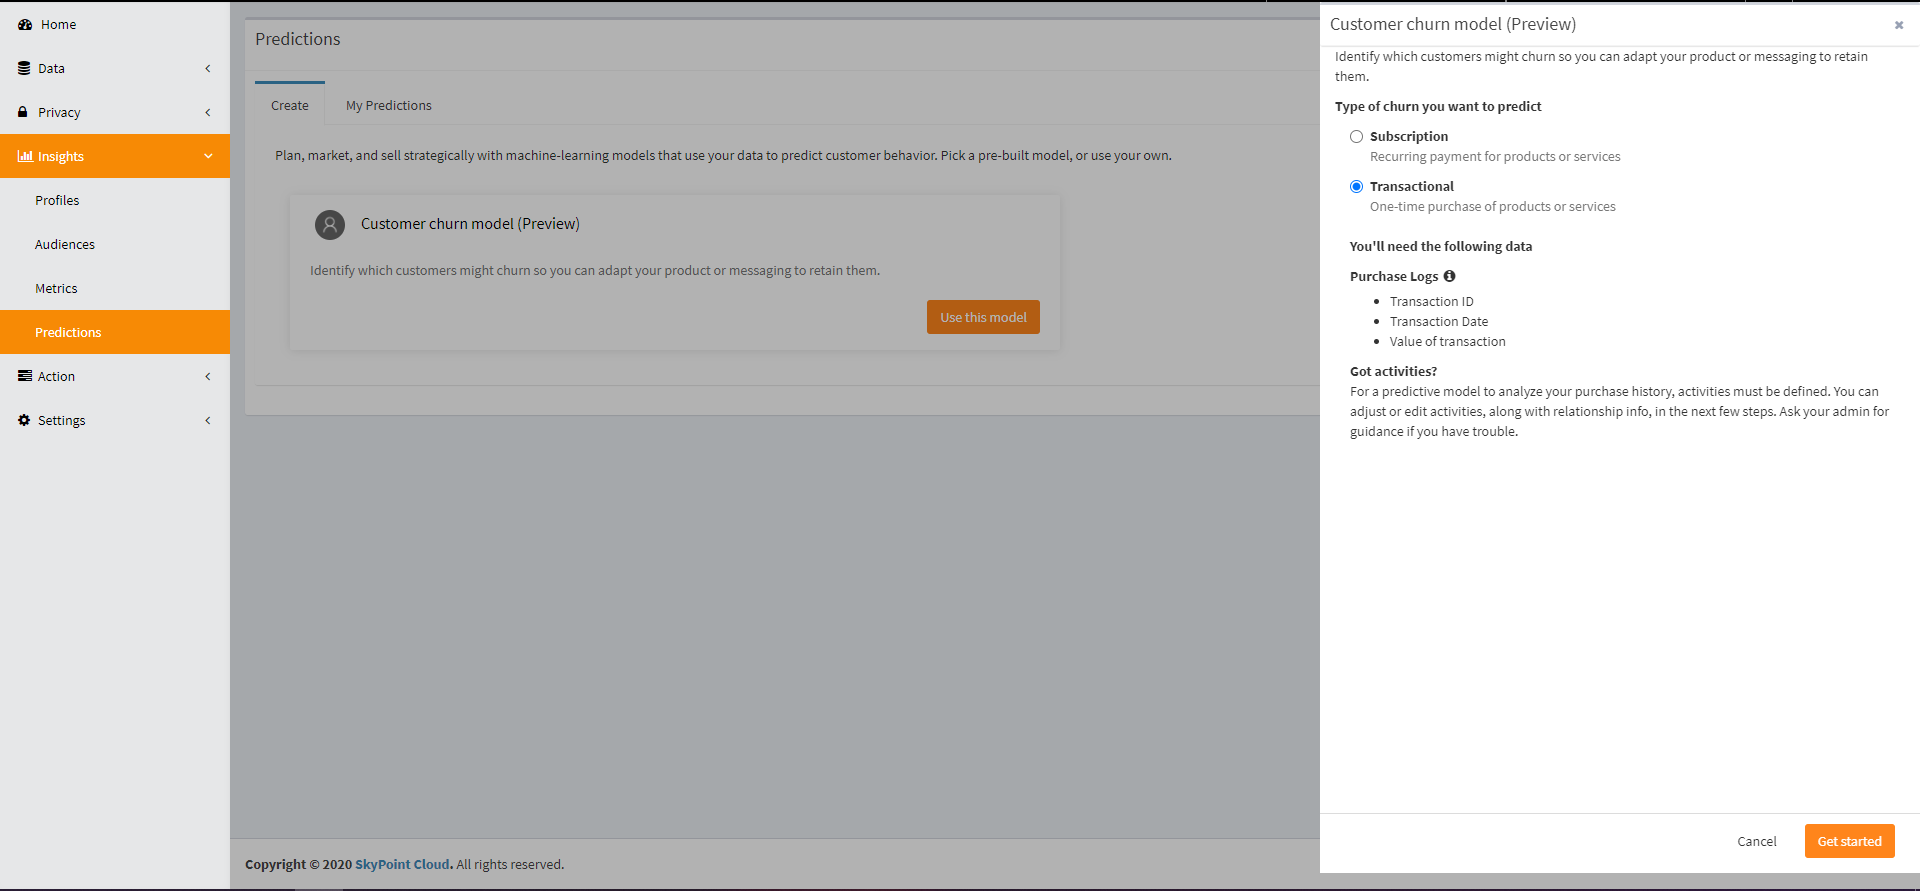 Home
Data
Privacy
Insights
Profiles
Audiences
Metrics
Predictions
Action
Settings
Predictions
Create
My Predictions
Plan, market, and sell strategically with machine-learning models that use your data to predict customer behavior. Pick a pre-built model, or use your own.
Customer churn model (Preview)
Identify which customers might churn so you can adapt your product or messaging to retain them.
Use this model
Copyright © 2020 SkyPoint Cloud. All rights reserved.
Customer churn model (Preview)
Identify which customers might churn so you can adapt your product or messaging to retain
them.
Type of churn you want to predict
Subscription
Recurring payment for products or services
Transactional
One-time purchase of products or services
You'll need the following data
Purchase Logs
• Transaction ID
• Transaction Date
• Value of transaction
Got activities?
For a predictive model to analyze your purchase history, activities must be defined. You can
adjust or edit activities, along with relationship info, in the next few steps. Ask your admin for
guidance if you have trouble.
Cancel
Get started